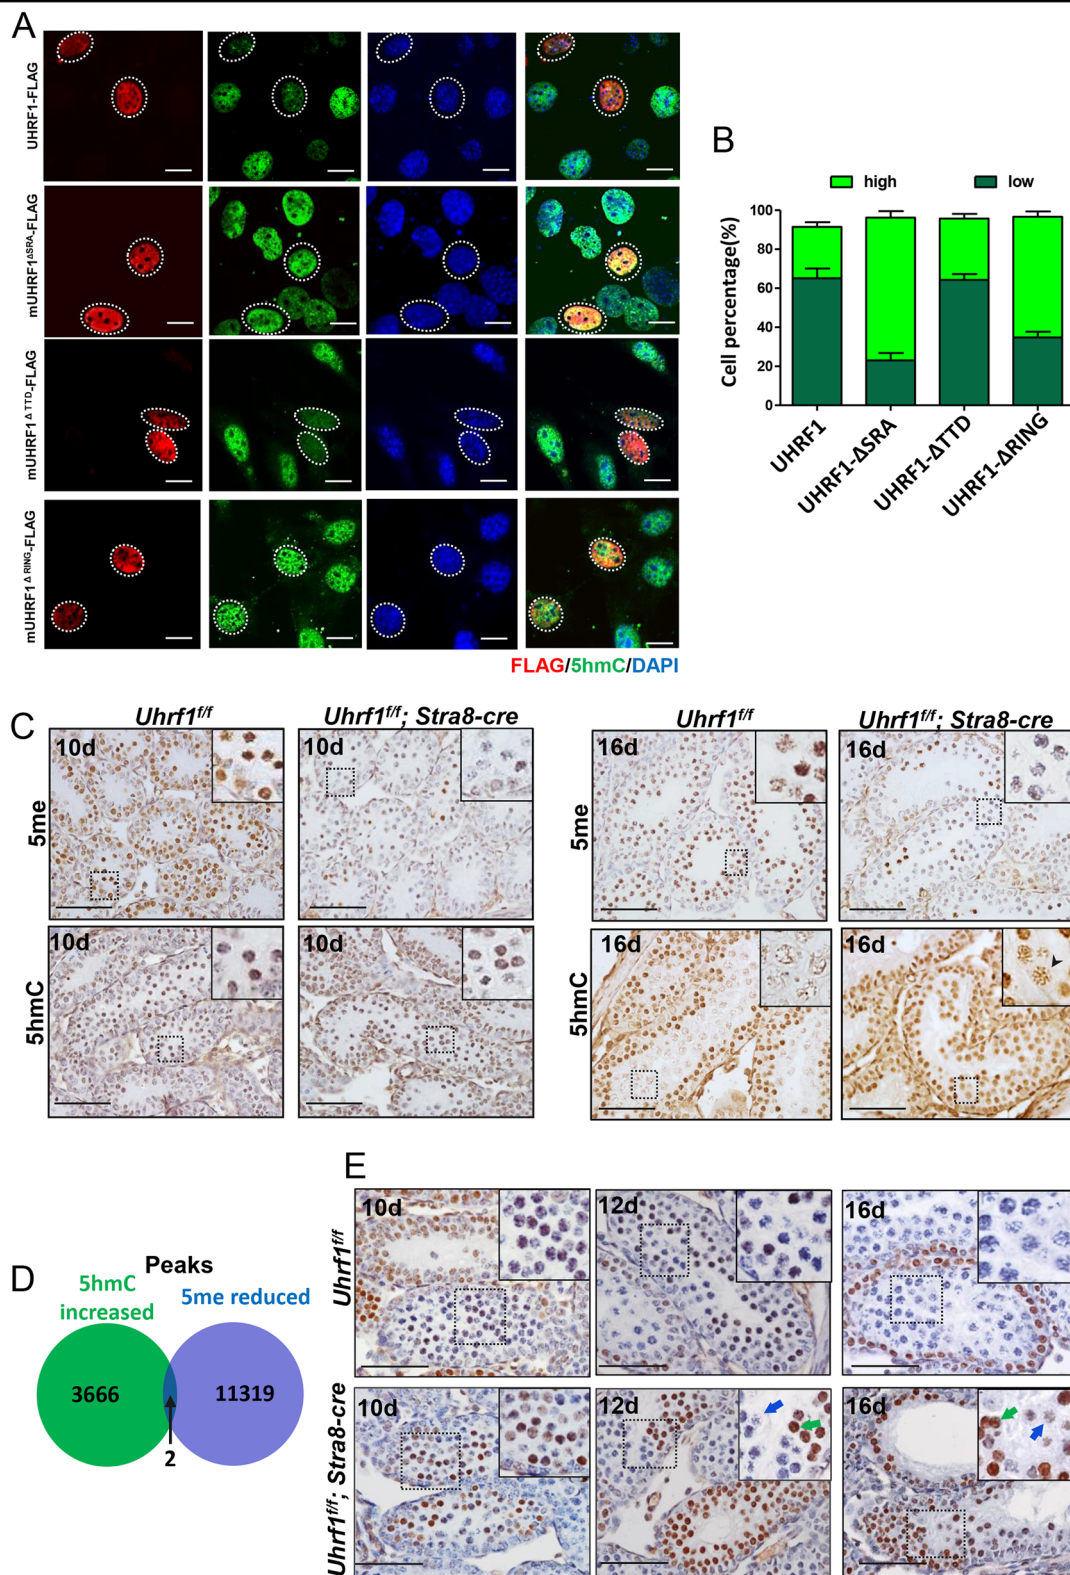 A
UHRF1-FLAG
mUHRF1ΔSRA-FLAG
mUHRF1ΔTTD-FLAG
mUHRF1ΔRING-FLAG
FLAG/5hmC/DAPI
B
high
low
Cell percentage(%)
100
80
60
40
20
0
UHRF1
UHRF1-ΔSRA
UHRF1-ΔTTD
UHRF1-ΔRING
C
Uhrf1f/f
Uhrf1f/f; Stra8-cre
Uhrf1f/f
Uhrf1f/f; Stra8-cre
5me
10d
10d
5me
16d
16d
5hmC
10d
10d
5hmC
16d
16d
D
Peaks
5hmC increased
5me reduced
3666
11319
2
E
Uhrf1f/f
10d
12d
16d
Uhrf1f/f; Stra8-cre
10d
12d
16d